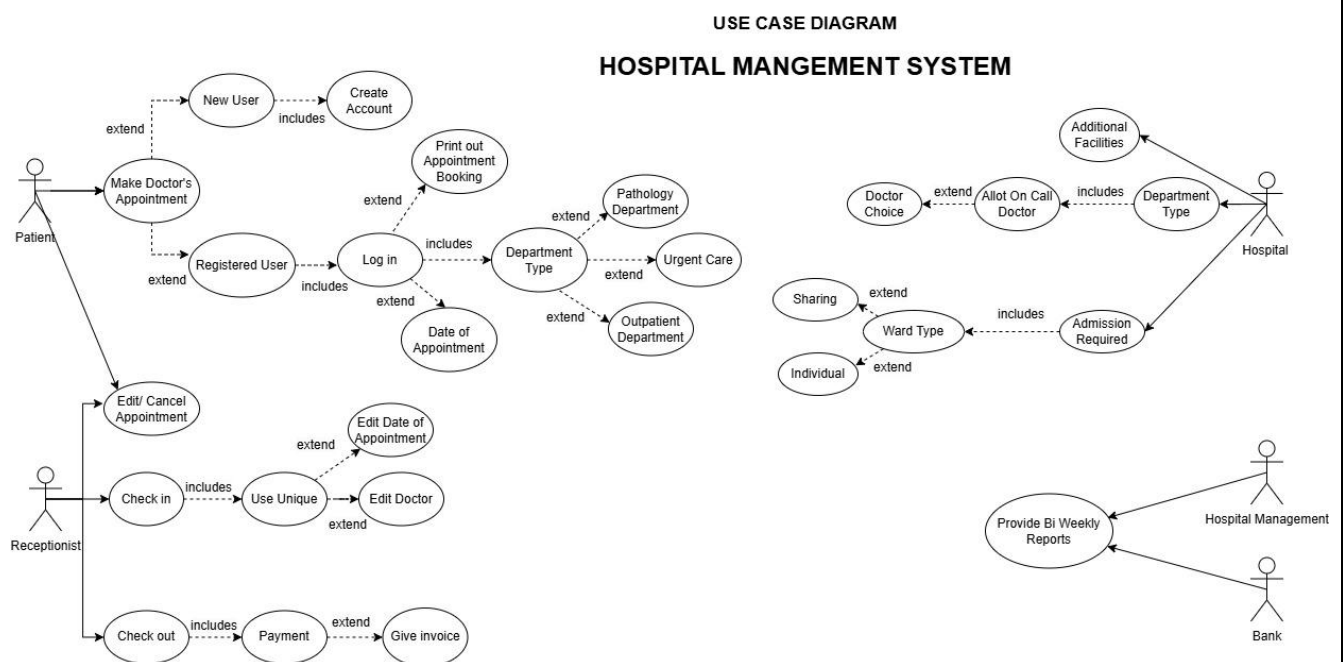 USE CASE DIAGRAM
HOSPITAL MANGEMENT SYSTEM
New User
includes
Create
Account
extend
Make Doctor's
Appointment
Patient
extend
Registered User
includes
Log in
extend
Print out
Appointment
Booking
includes
extend
Date of
Appointment
Department
Type
extend
Pathology
Department
extend
Urgent Care
extend
Outpatient
Department
Additional
Facilities
Doctor
Choice
extend
Allot On Call
Doctor
includes
Department
Type
Hospital
Sharing
extend
Ward Type
includes
Admission
Required
Individual
extend
Edit/ Cancel
Appointment
Receptionist
Check in
includes
Use Unique
extend
Edit Date of
Appointment
extend
Edit Doctor
Check out
includes
Payment
extend
Give invoice
Provide Bi Weekly
Reports
Hospital Management
Bank